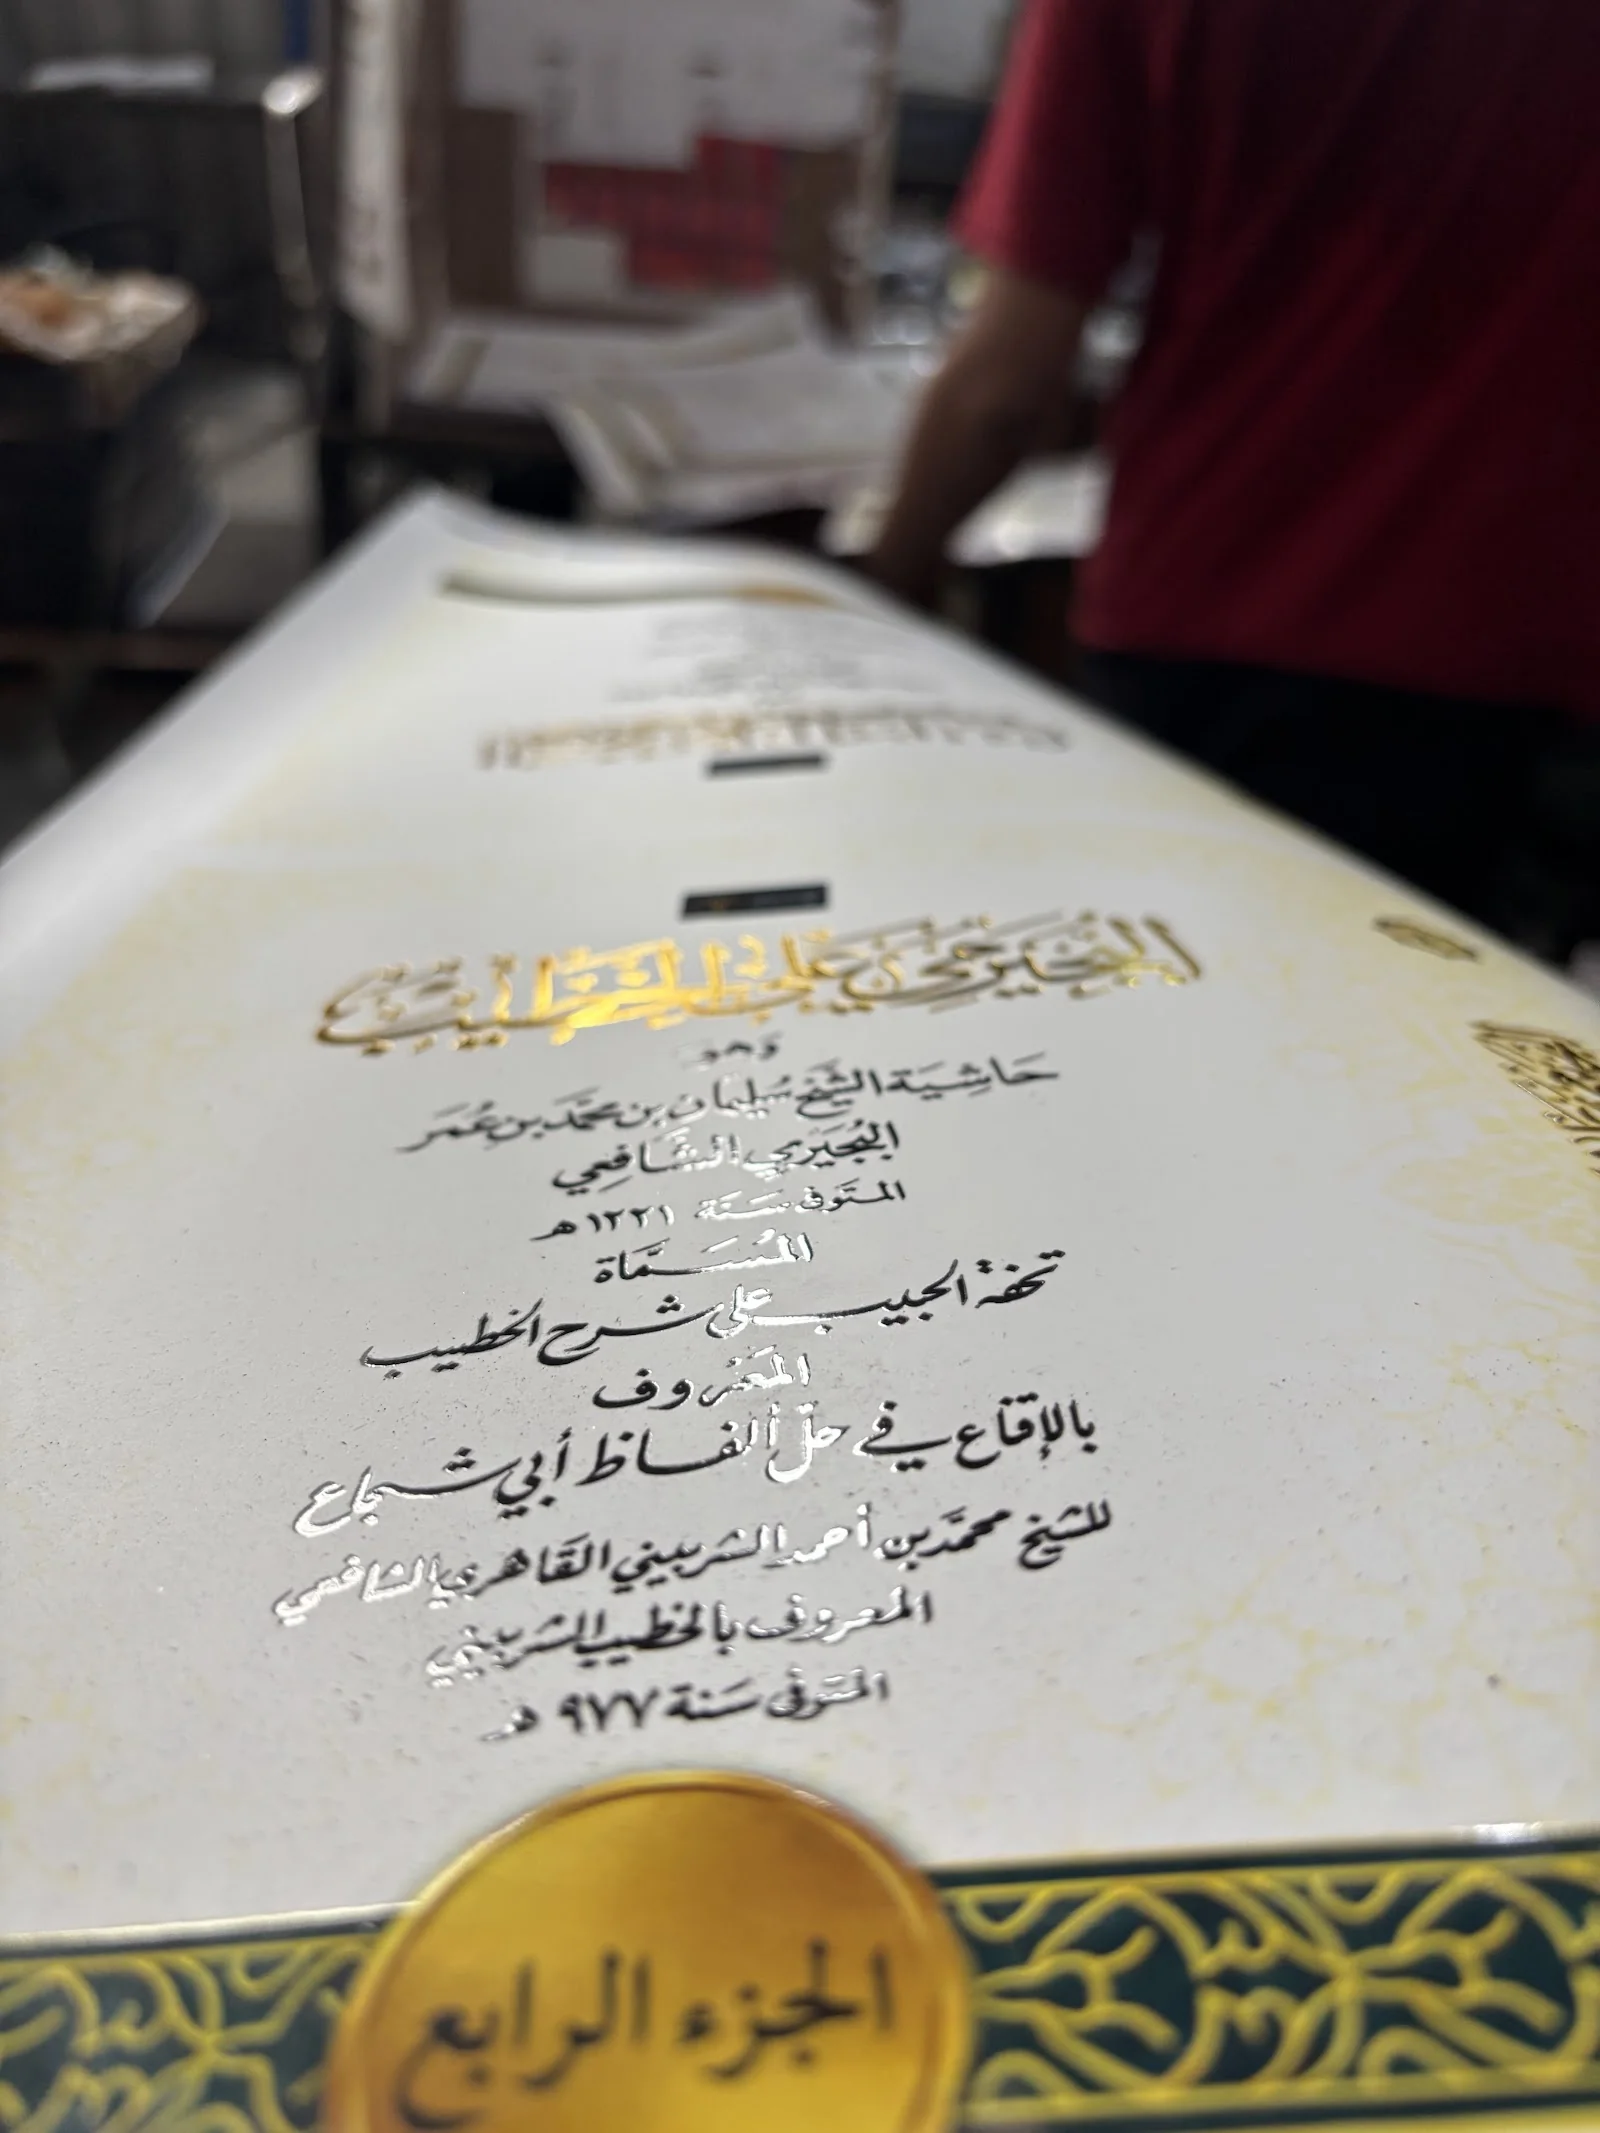 البجيرمي على الخطيب
وهو
حاشية الشيخ سليمان بن محمد بن عمر
البجيرمي الشافعي
المتوفى سنة ١٢٢١ هـ
المسماة
تحفة الحبيب على شرح الخطيب
المعروف
بالإقناع في حل ألفاظ أبي شجاع
للشيخ محمد بن أحمد الشربيني القاهري الشافعي
المعروف بالخطيب الشربيني
المتوفى سنة ٩٧٧ هـ
الجزء الرابع